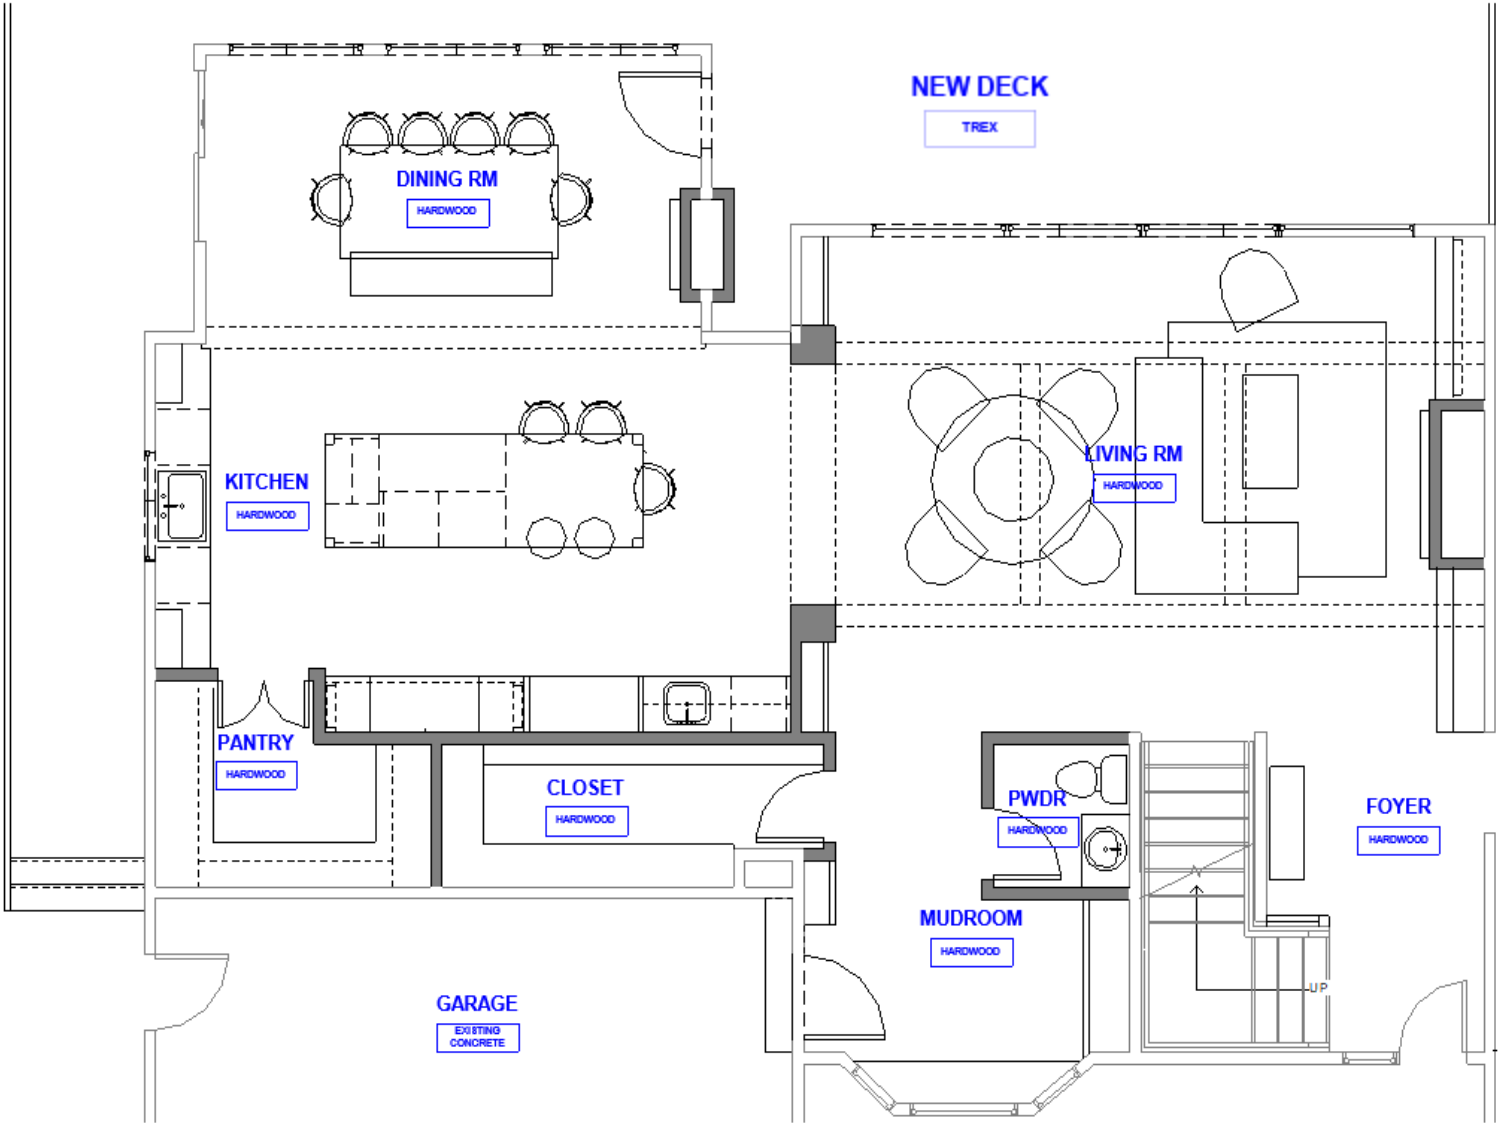 NEW DECK
TREX
DINING RM
HARDWOOD
LIVING RM
HARDWOOD
KITCHEN
HARDWOOD
PANTRY
HARDWOOD
CLOSET
HARDWOOD
PWDR
HARDWOOD
FOYER
HARDWOOD
MUDROOM
HARDWOOD
GARAGE
EXISTING
CONCRETE
UP